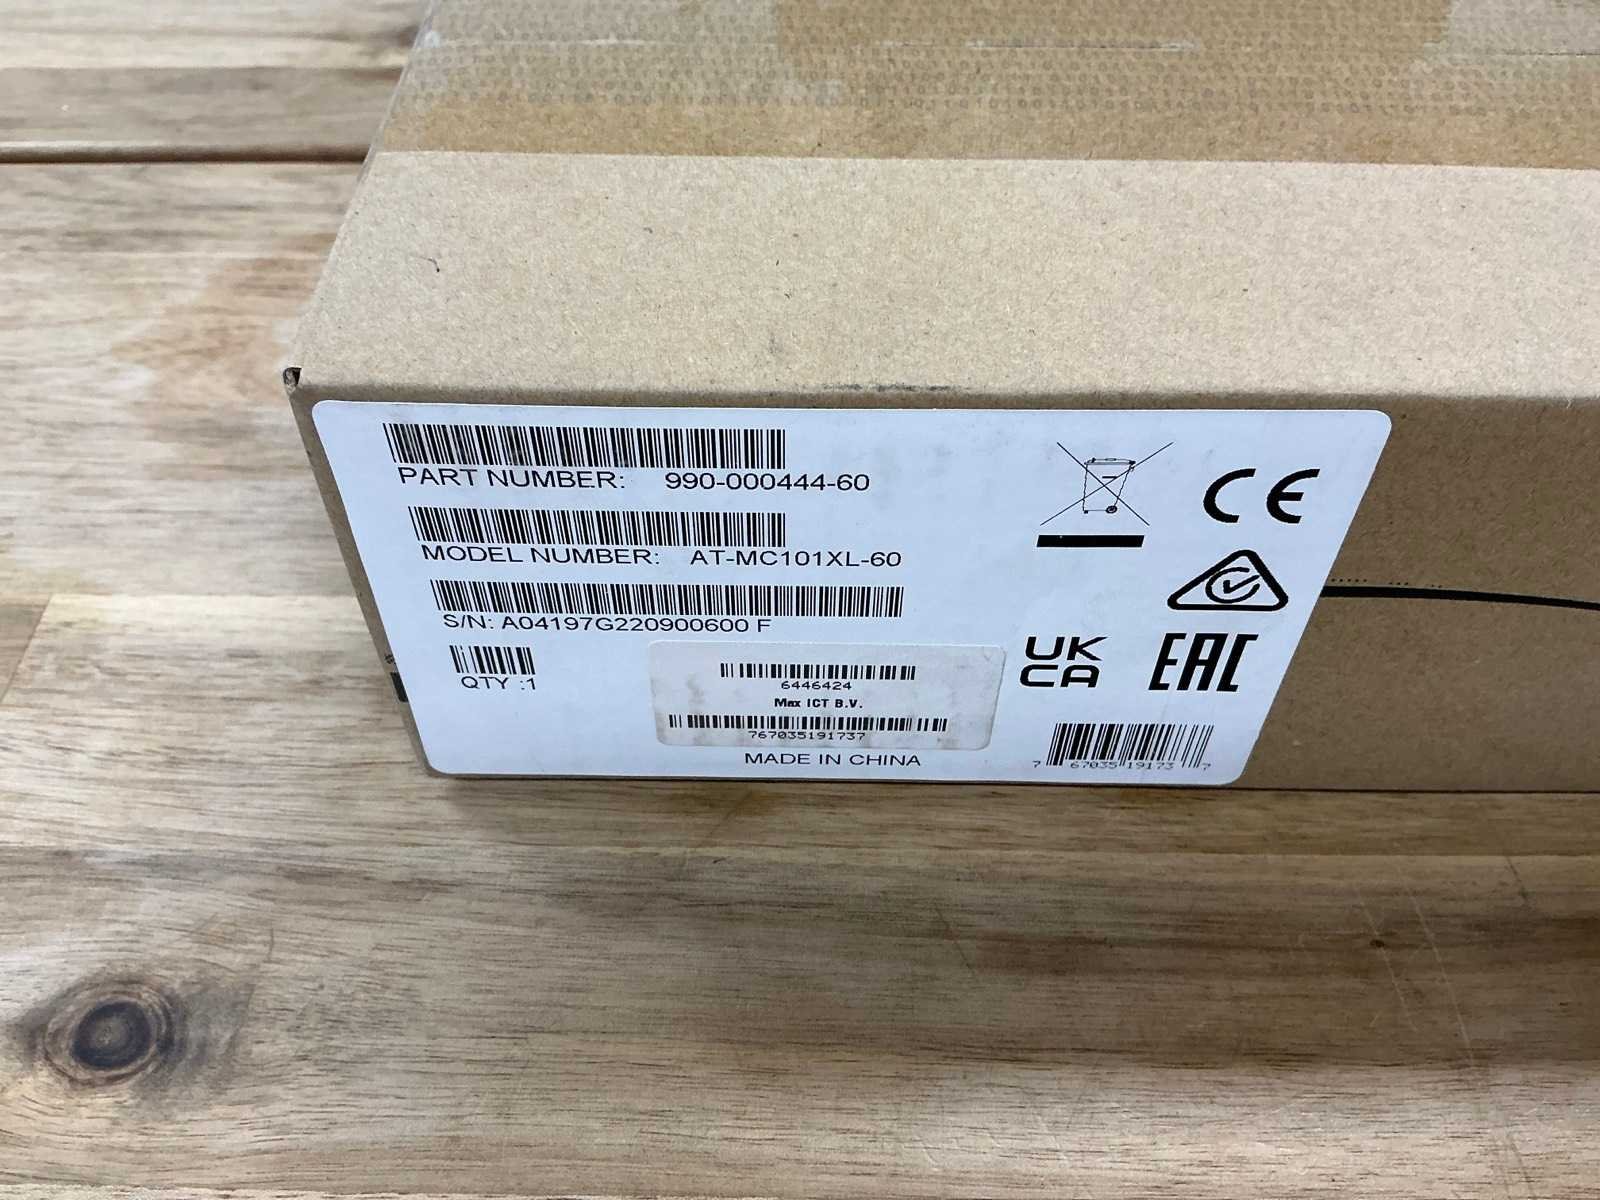 PART NUMBER: 990-000444-60
MODEL NUMBER: AT-MC101XL-60
S/N: A04197G220900600 F
QTY :1
6446424
Max ICT B.V.
767035191737
MADE IN CHINA
CE
UK
CA
EAC
7 67035 19173 7